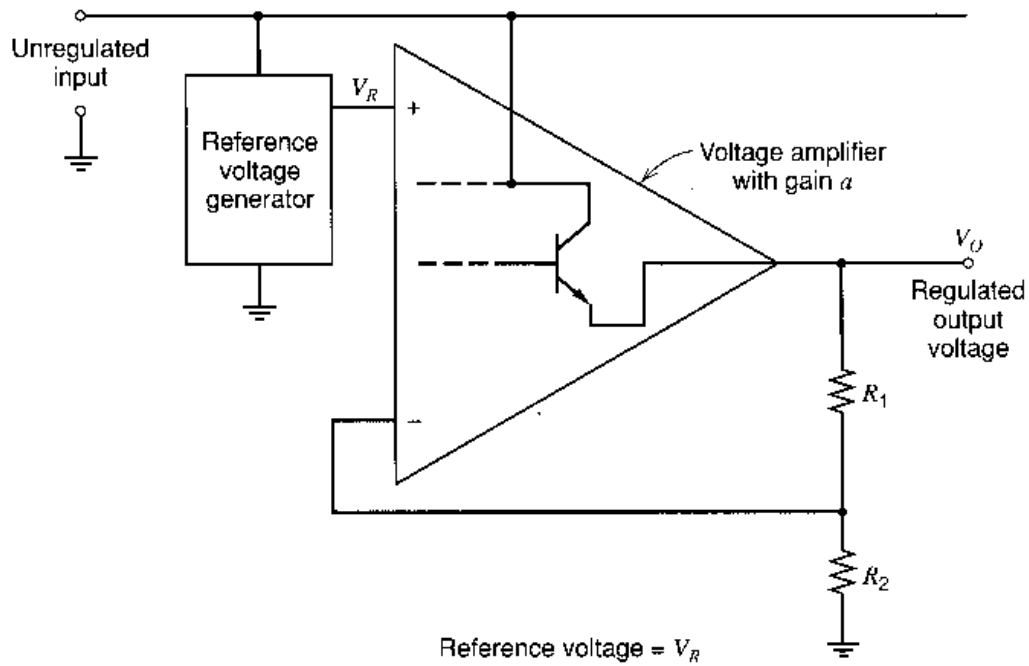 Unregulated
input
V_R
+
Reference
voltage
generator
Voltage amplifier
with gain a
V_O
Regulated
output
voltage
R_1
−
R_2
Reference voltage = V_R